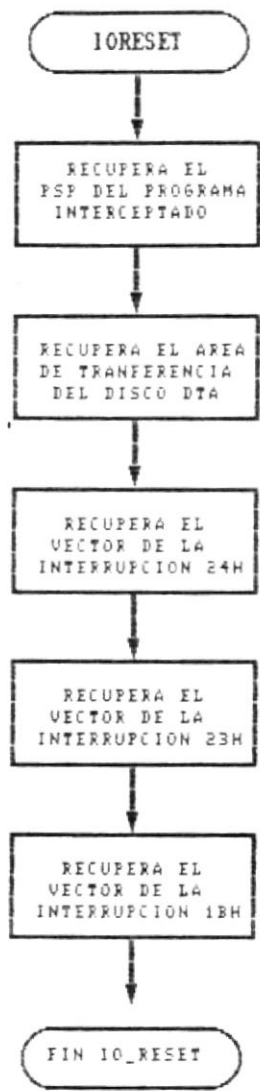 IORESET
RECUPERA EL
PSP DEL PROGRAMA
INTERCEPTADO
RECUPERA EL AREA
DE TRANFERENCIA
DEL DISCO DTA
RECUPERA EL
VECTOR DE LA
INTERRUPCION 24H
RECUPERA EL
VECTOR DE LA
INTERRUPCION 23H
RECUPERA EL
VECTOR DE LA
INTERRUPCION 1BH
FIN IO_RESET